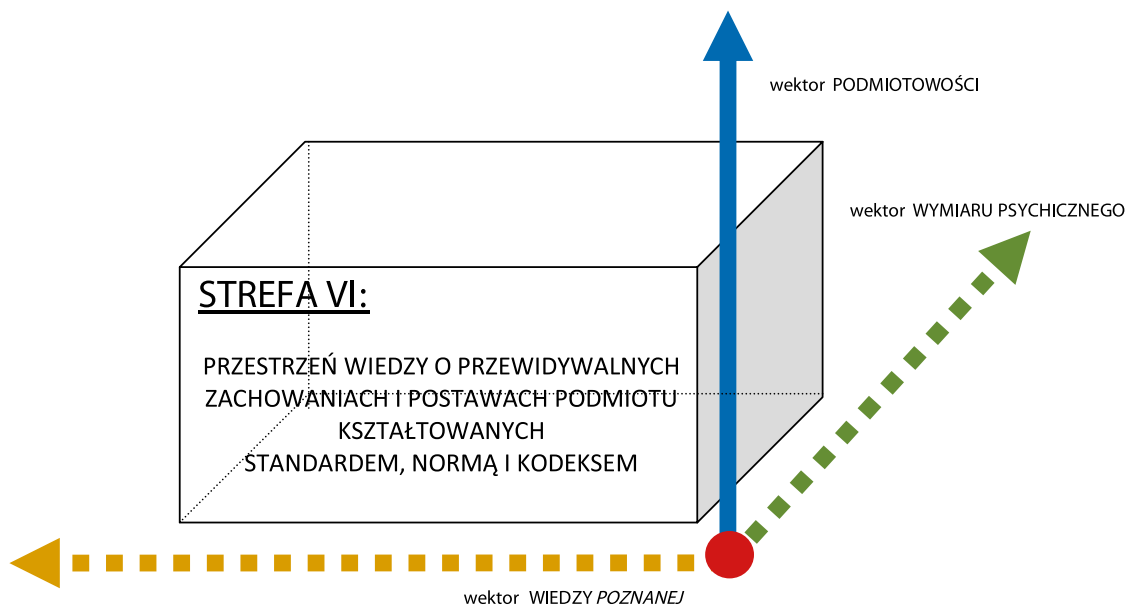 wektor PODMIOTOWOŚCI
wektor WYMIARU PSYCHICZNEGO
STREFA VI:
PRZESTRZEŃ WIEDZY O PRZEWIDYWALNYCH
ZACHOWANIACH I POSTAWACH PODMIOTU
KSZTAŁTOWANYCH
STANDARDEM, NORMĄ I KODEKSEM
wektor WIEDZY POZNANEJ